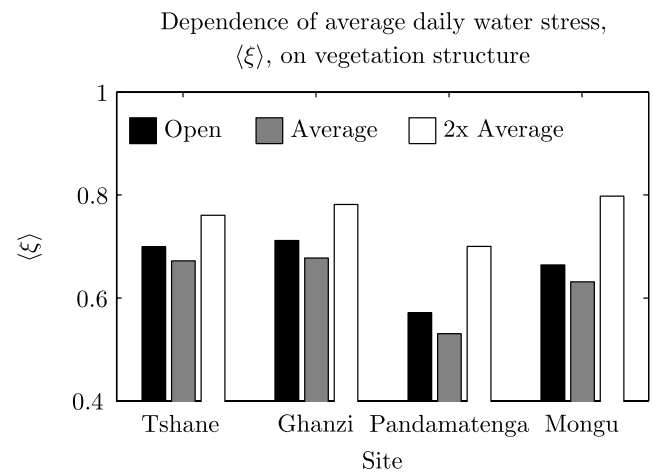 Dependence of average daily water stress,
⟨ξ⟩, on vegetation structure
1
Open Average 2x Average
0.8
⟨ξ⟩
0.6
0.4
Tshane Ghanzi Pandamatenga Mongu
Site